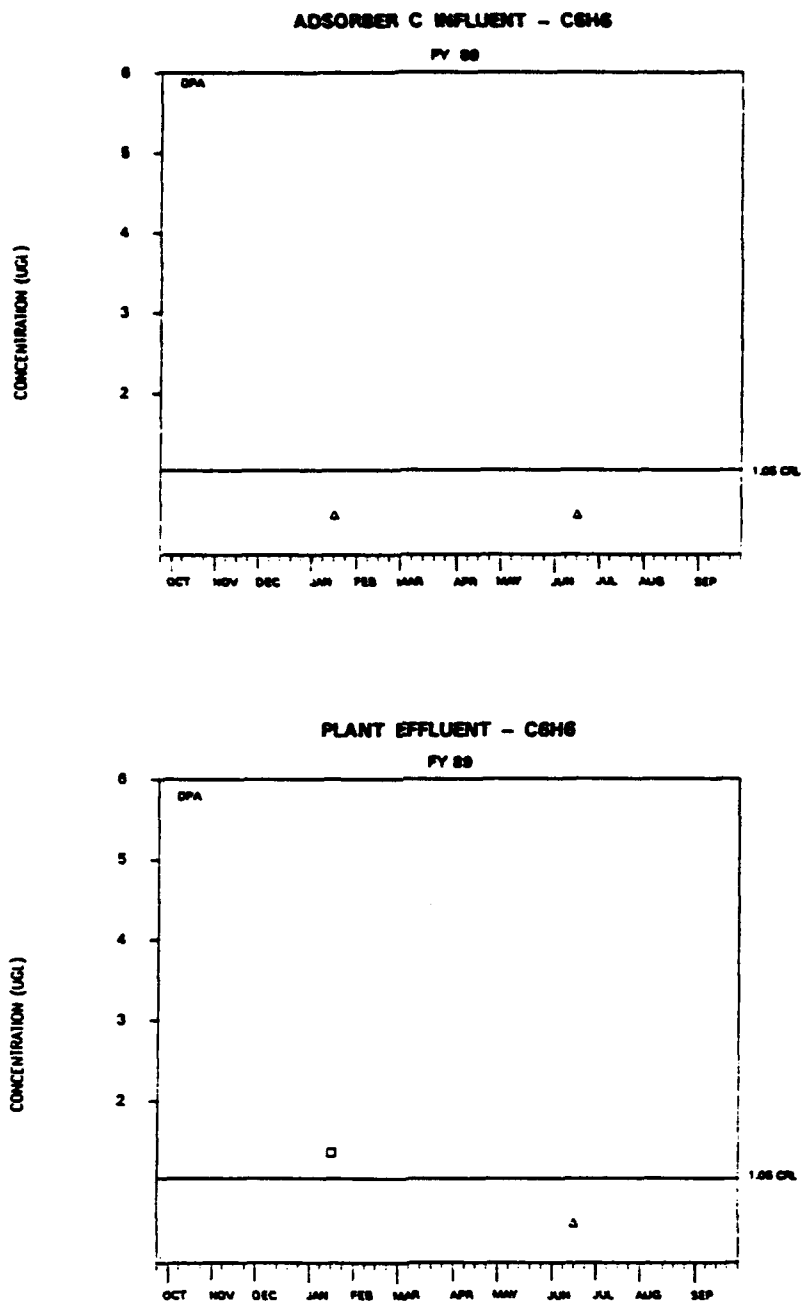 ADSORBER C INFLUENT - C6H6
FY 89
DPA
6
5
4
3
2
CONCENTRATION (UGL)
1.05 CRL
OCT NOV DEC JAN FEB MAR APR MAY JUN JUL AUG SEP
PLANT EFFLUENT - C6H6
FY 89
DPA
6
5
4
3
2
CONCENTRATION (UGL)
1.05 CRL
OCT NOV DEC JAN FEB MAR APR MAY JUN JUL AUG SEP